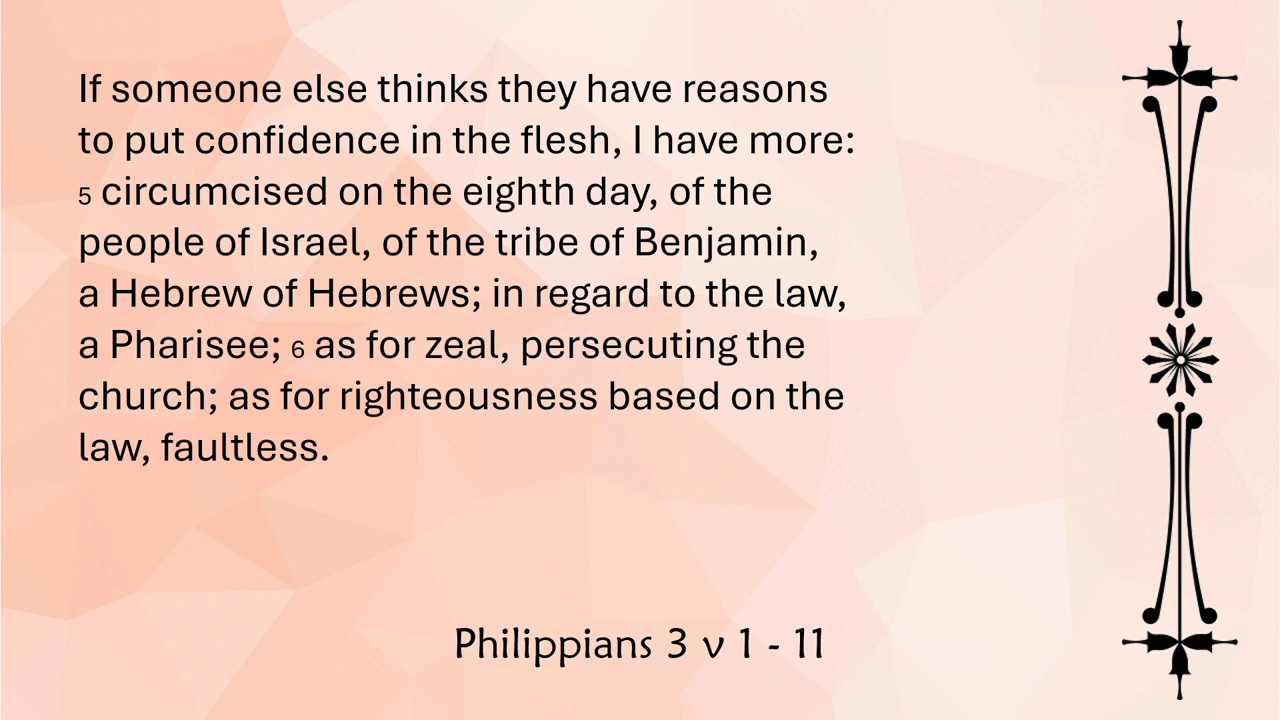 If someone else thinks they have reasons
to put confidence in the flesh, I have more:
5 circumcised on the eighth day, of the
people of Israel, of the tribe of Benjamin,
a Hebrew of Hebrews; in regard to the law,
a Pharisee; 6 as for zeal, persecuting the
church; as for righteousness based on the
law, faultless.
Philippians 3 v 1 - 11